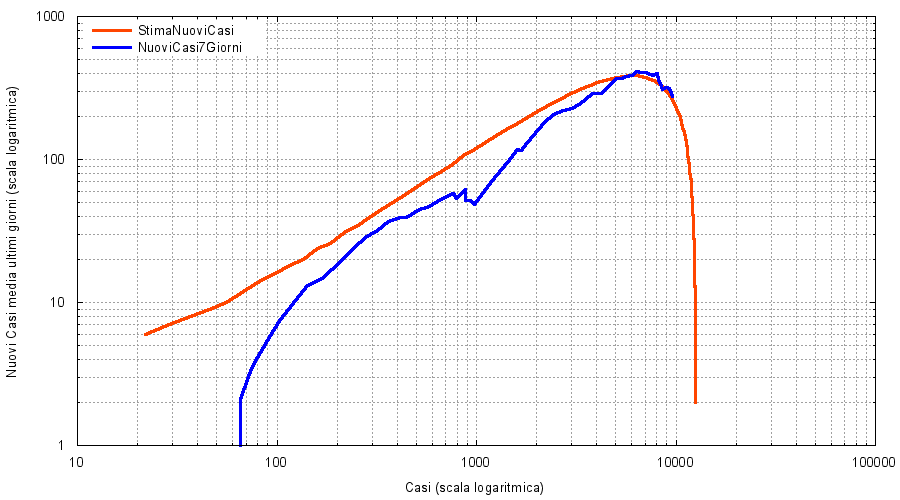 1000
StimaNuoviCasi
NuoviCasi7Giorni
100
10
1
Nuovi Casi media ultimi giorni (scala logaritmica)
10 100 1000 10000 100000
Casi (scala logaritmica)